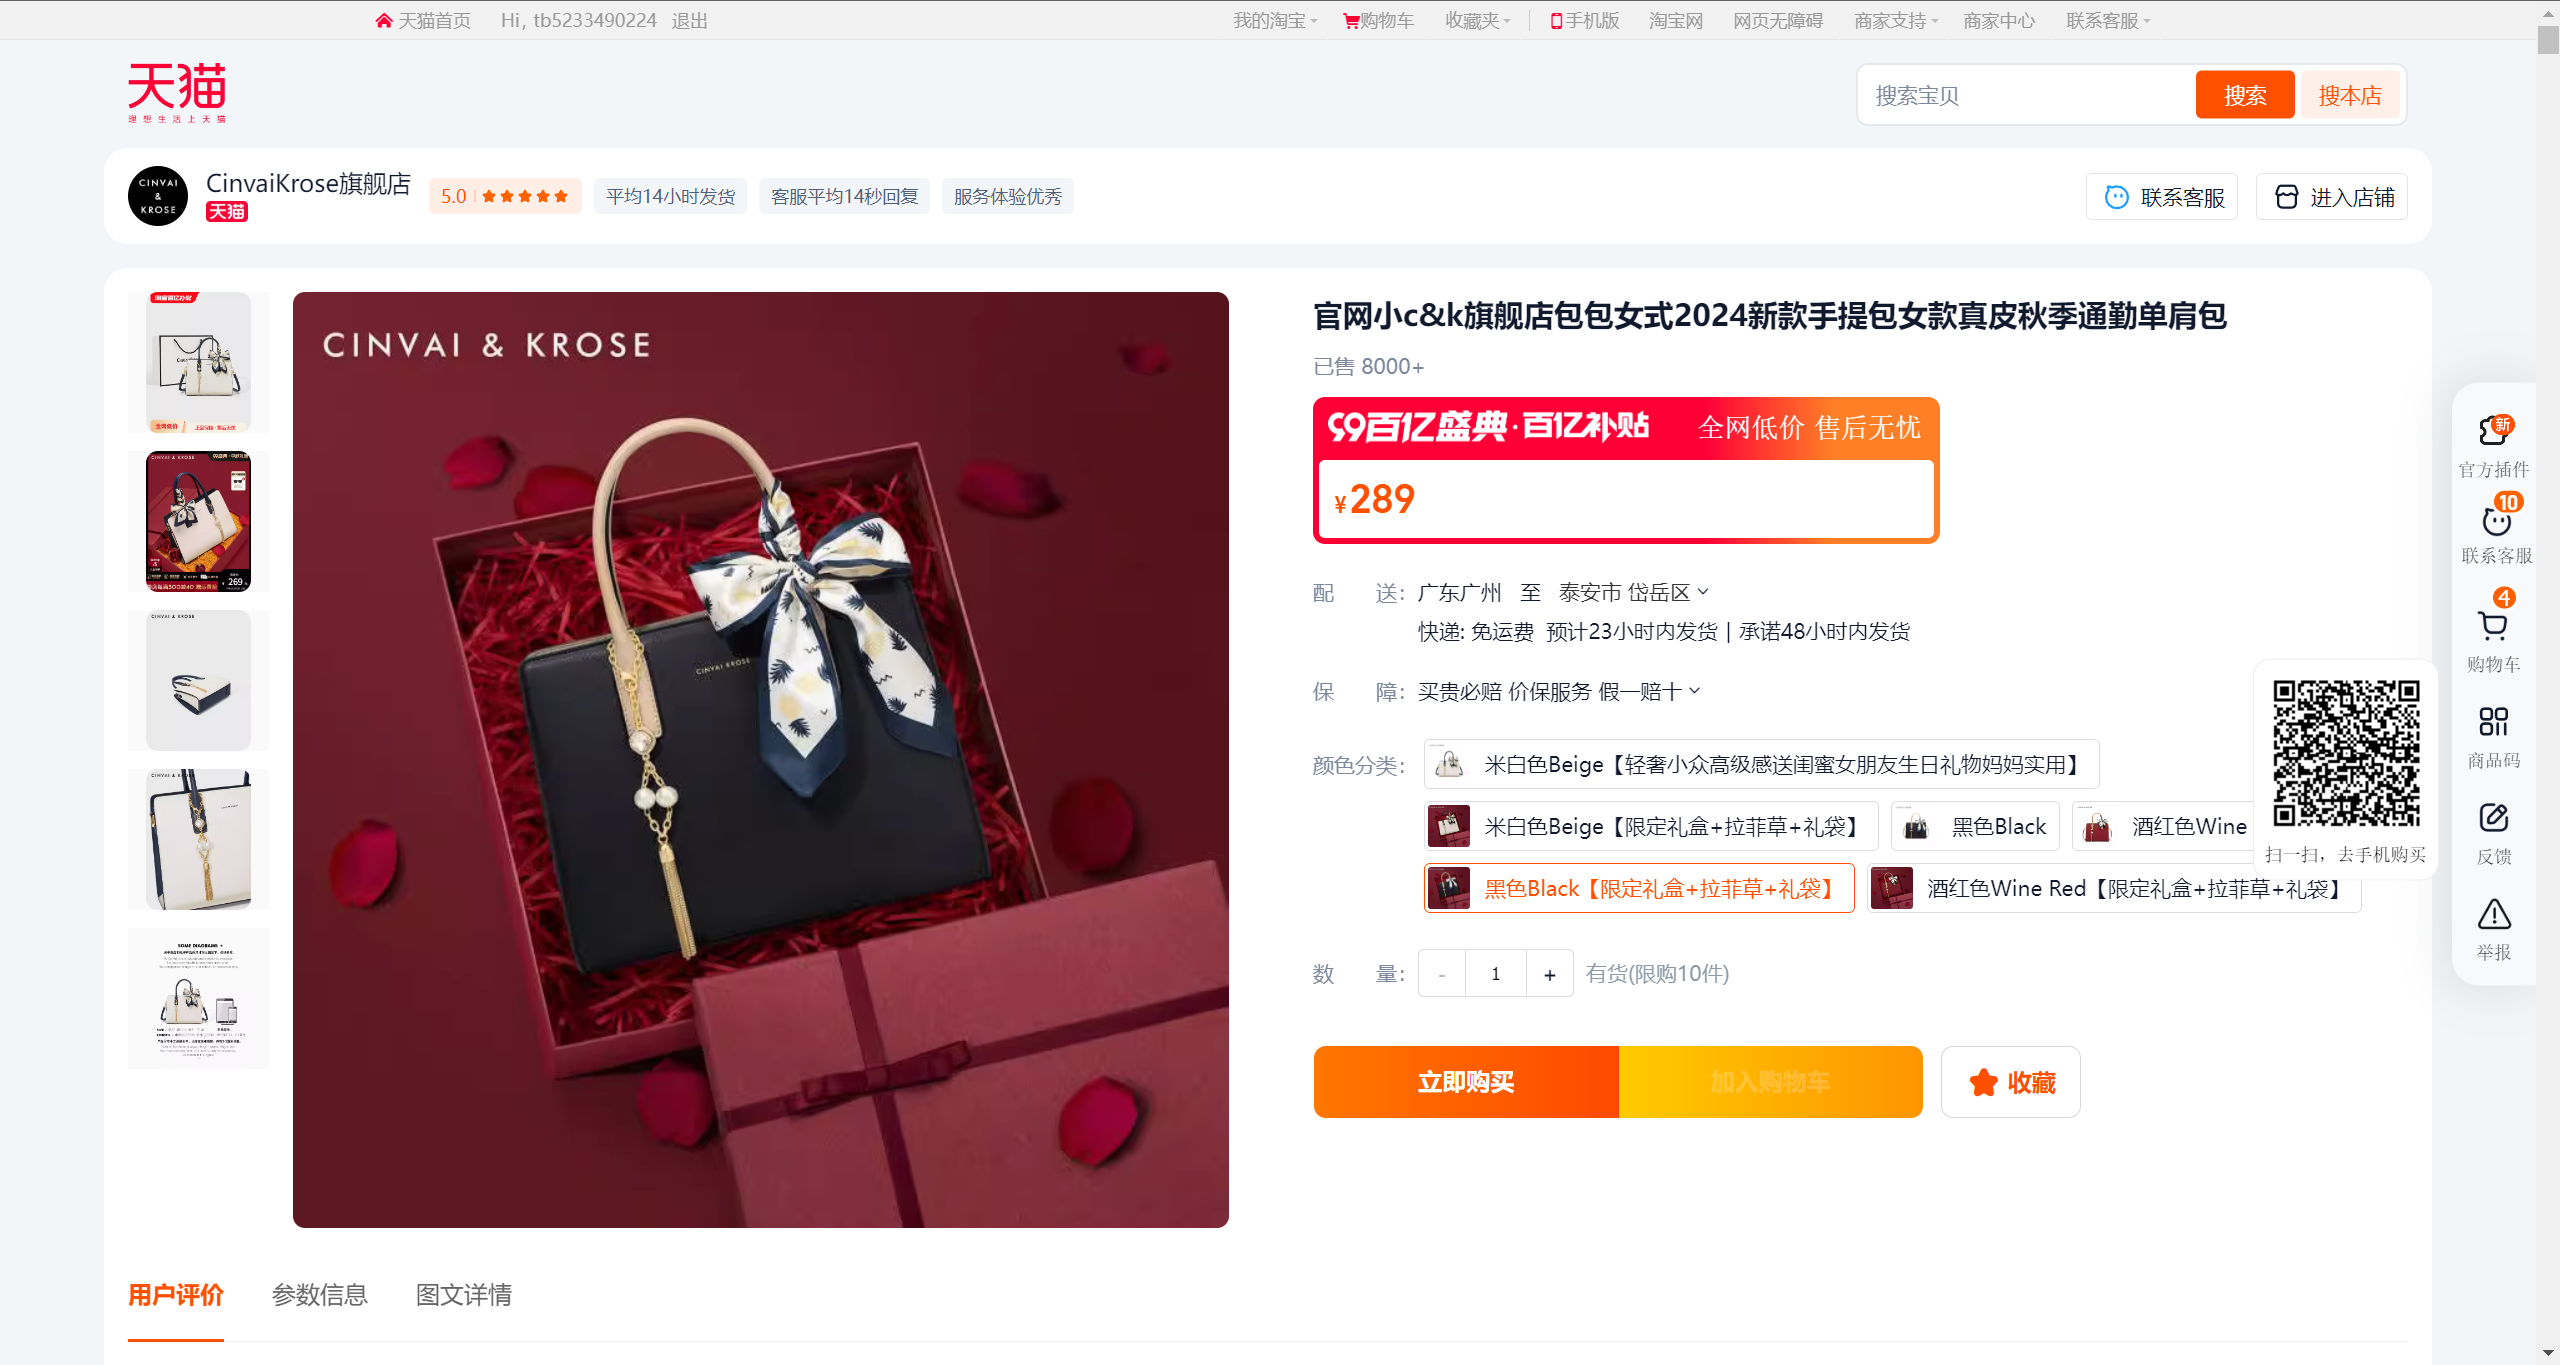 天猫首页 Hi, tb5233490224 退出 我的淘宝 购物车 收藏夹 手机版 淘宝网 网页无障碍 商家支持 商家中心 联系客服
天猫
理想生活上天猫
搜索宝贝 搜索 搜本店
CINVAI
&
KROSE
CinvaiKrose旗舰店
天猫
5.0 平均14小时发货 客服平均14秒回复 服务体验优秀
联系客服 进入店铺
CINVAI & KROSE
CINVAI KROSE
官网小c&k旗舰店包包女式2024新款手提包女款真皮秋季通勤单肩包
已售 8000+
99百亿盛典·百亿补贴 全网低价 售后无忧
¥289
配 送: 广东广州 至 泰安市 岱岳区
快递: 免运费 预计23小时内发货 | 承诺48小时内发货
保 障: 买贵必赔 价保服务 假一赔十
颜色分类: 米白色Beige【轻奢小众高级感送闺蜜女朋友生日礼物妈妈实用】
米白色Beige【限定礼盒+拉菲草+礼袋】 黑色Black 酒红色Wine
黑色Black【限定礼盒+拉菲草+礼袋】 酒红色Wine Red【限定礼盒+拉菲草+礼袋】
数 量: - 1 + 有货(限购10件)
立即购买 加入购物车 收藏
新
官方插件
10
联系客服
4
购物车
商品码
反馈
举报
扫一扫，去手机购买
用户评价 参数信息 图文详情